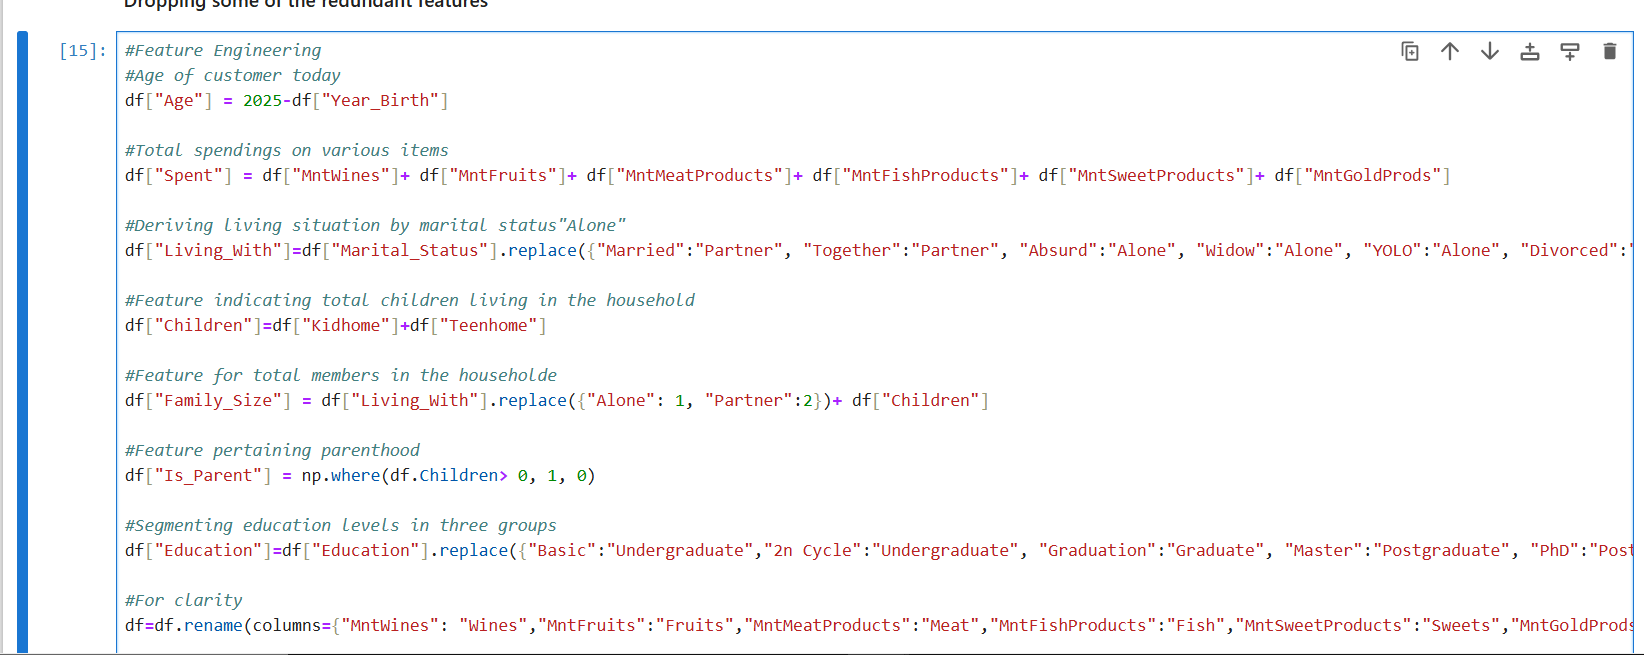 Dropping some of the redundant features
[15]:
#Feature Engineering
#Age of customer today
df["Age"] = 2025-df["Year_Birth"]
#Total spendings on various items
df["Spent"] = df["MntWines"]+ df["MntFruits"]+ df["MntMeatProducts"]+ df["MntFishProducts"]+ df["MntSweetProducts"]+ df["MntGoldProds"]
#Deriving living situation by marital status"Alone"
df["Living_With"]=df["Marital_Status"].replace({"Married":"Partner", "Together":"Partner", "Absurd":"Alone", "Widow":"Alone", "YOLO":"Alone", "Divorced":"
#Feature indicating total children living in the household
df["Children"]=df["Kidhome"]+df["Teenhome"]
#Feature for total members in the householde
df["Family_Size"] = df["Living_With"].replace({"Alone": 1, "Partner":2})+ df["Children"]
#Feature pertaining parenthood
df["Is_Parent"] = np.where(df.Children> 0, 1, 0)
#Segmenting education levels in three groups
df["Education"]=df["Education"].replace({"Basic":"Undergraduate","2n Cycle":"Undergraduate", "Graduation":"Graduate", "Master":"Postgraduate", "PhD":"Post
#For clarity
df=df.rename(columns={"MntWines": "Wines","MntFruits":"Fruits","MntMeatProducts":"Meat","MntFishProducts":"Fish","MntSweetProducts":"Sweets","MntGoldProds